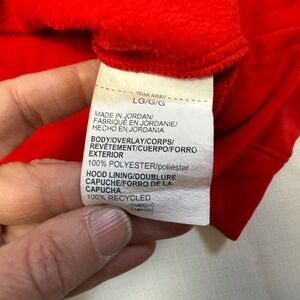 TEAR AWAY
LG/G/G
MADE IN JORDAN/
FABRIQUÉ EN JORDANIE/
HECHO EN JORDANIA
BODY/OVERLAY/CORPS/
REVÊTEMENT/CUERPO/FORRO
EXTERIOR
100% POLYESTER/poliéster
HOOD LINING/DOUBLURE
CAPUCHE/FORRO DE LA
CAPUCHA
100% RECYCLED